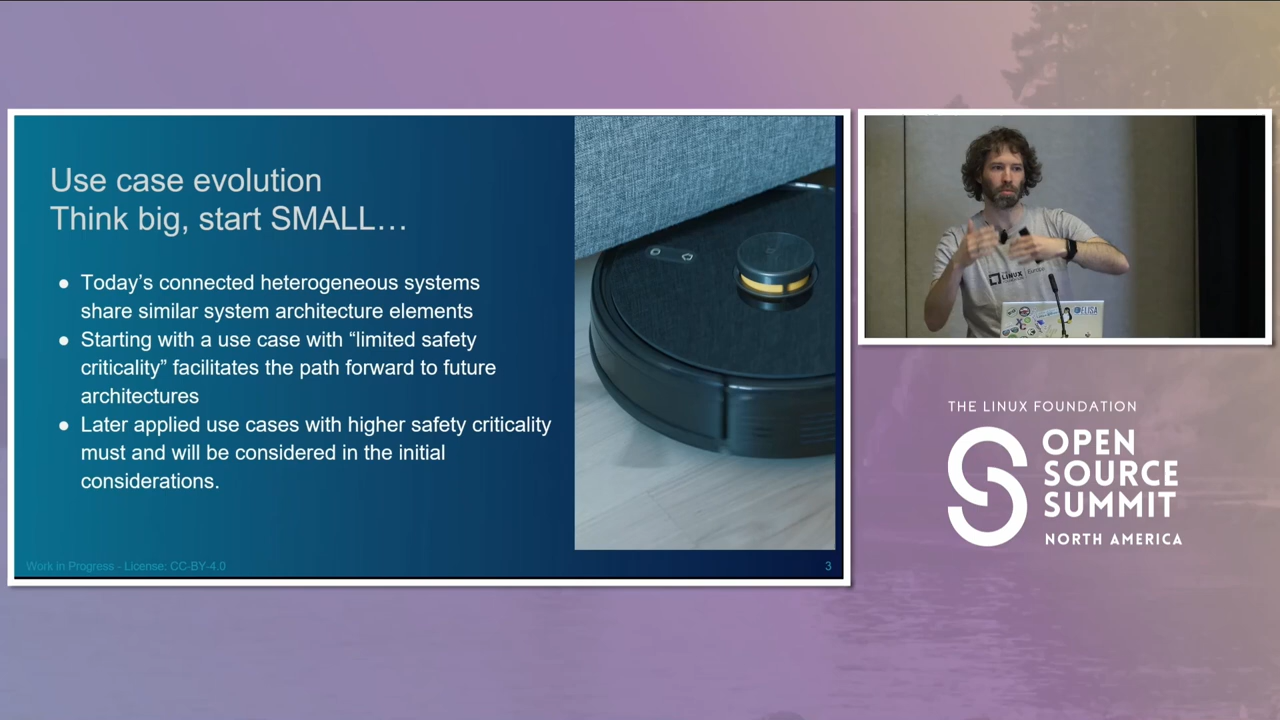 Use case evolution
Think big, start SMALL…
● Today’s connected heterogeneous systems
share similar system architecture elements
● Starting with a use case with “limited safety
criticality” facilitates the path forward to future
architectures
● Later applied use cases with higher safety criticality
must and will be considered in the initial
considerations.
Work in Progress - License: CC-BY-4.0
3
LINUX
Europe
ELISA
THE LINUX FOUNDATION
OPEN
SOURCE
SUMMIT
NORTH AMERICA